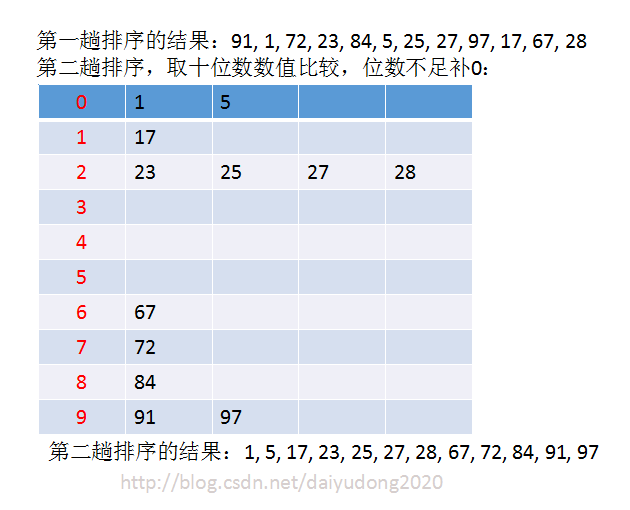 第一趟排序的结果：91, 1, 72, 23, 84, 5, 25, 27, 97, 17, 67, 28
第二趟排序，取十位数数值比较，位数不足补0：
0 1 5
1 17
2 23 25 27 28
3
4
5
6 67
7 72
8 84
9 91 97
第二趟排序的结果：1, 5, 17, 23, 25, 27, 28, 67, 72, 84, 91, 97
http://blog.csdn.net/daiyudong2020